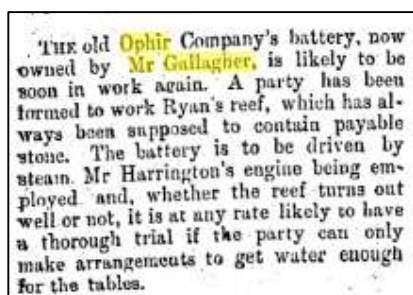 THE old Ophir Company's battery, now
owned by Mr Gallagher, is likely to be
soon in work again. A party has been
formed to work Ryan's reef, which has al-
ways been supposed to contain payable
stone. The battery is to be driven by
steam. Mr Harrington's engine being em-
ployed and, whether the reef turns out
well or not, it is at any rate likely to have
a thorough trial if the party can only
make arrangements to get water enough
for the tables.